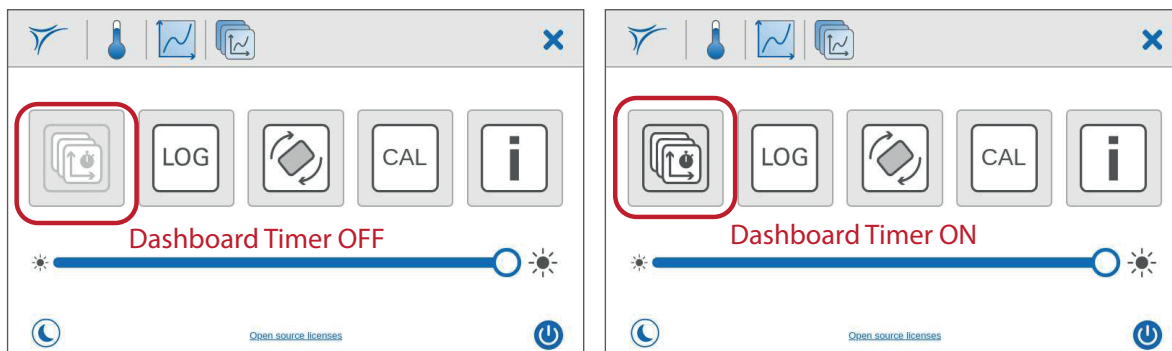 LOG
CAL
i
Dashboard Timer OFF
Open source licenses
LOG
CAL
i
Dashboard Timer ON
Open source licenses